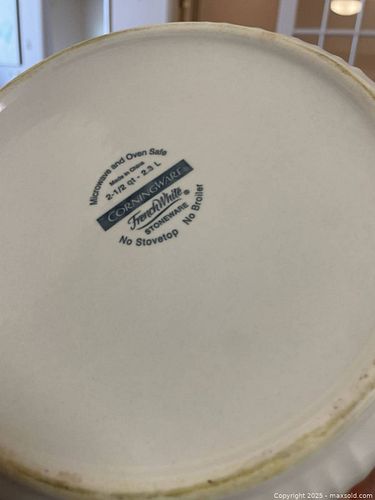 Microwave and Oven Safe
Made in China
2-1/2 qt - 2.3 L
CORNINGWARE®
French White®
STONEWARE
No Stovetop No Broiler
Copyright 2025 - maxsold.com